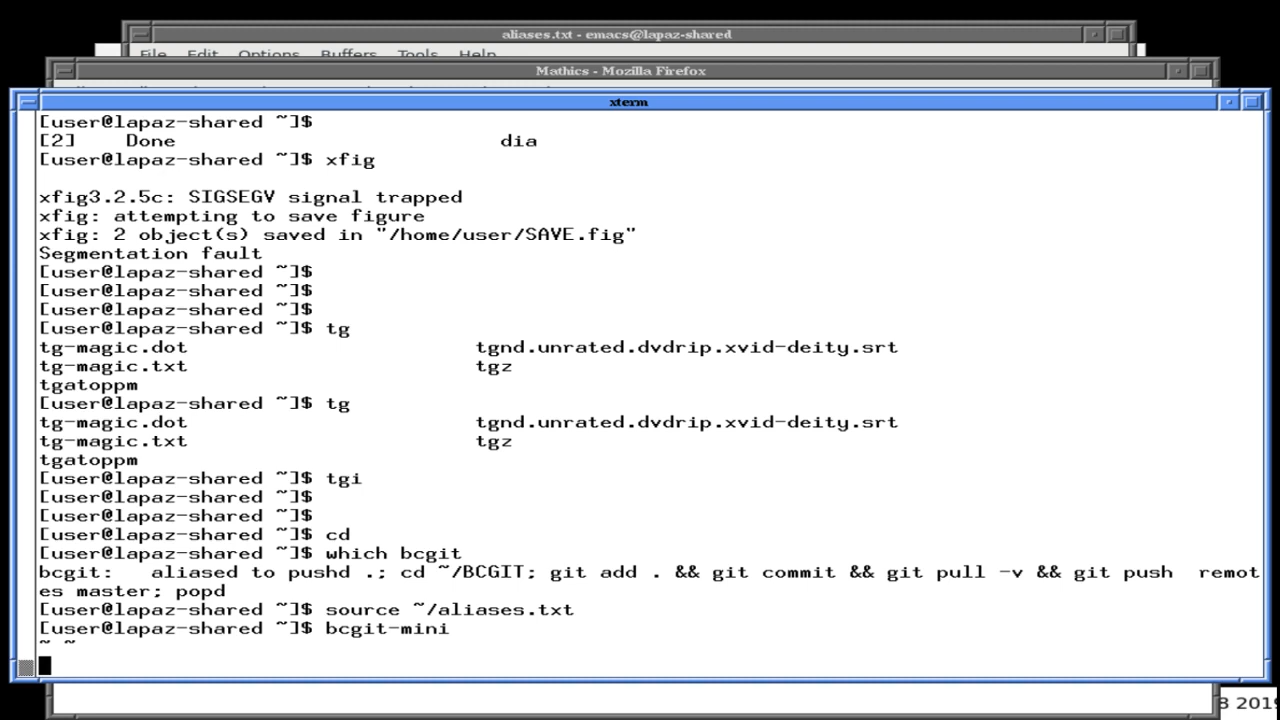 aliases.txt - emacs@lapaz-shared
File Edit Options Buffers Tools Help
Mathics - Mozilla Firefox
xterm
[user@lapaz-shared ~]$
[2]    Done                          dia
[user@lapaz-shared ~]$ xfig
xfig3.2.5c: SIGSEGV signal trapped
xfig: attempting to save figure
xfig: 2 object(s) saved in "/home/user/SAVE.fig"
Segmentation fault
[user@lapaz-shared ~]$
[user@lapaz-shared ~]$
[user@lapaz-shared ~]$
[user@lapaz-shared ~]$ tg
tg-magic.dot                       tgnd.unrated.dvdrip.xvid-deity.srt
tg-magic.txt                       tgz
tgatoppm
[user@lapaz-shared ~]$ tg
tg-magic.dot                       tgnd.unrated.dvdrip.xvid-deity.srt
tg-magic.txt                       tgz
tgatoppm
[user@lapaz-shared ~]$ tgi
[user@lapaz-shared ~]$
[user@lapaz-shared ~]$
[user@lapaz-shared ~]$ cd
[user@lapaz-shared ~]$ which bcgit
bcgit:   aliased to pushd .; cd ~/BCGIT; git add . && git commit && git pull -v && git push  remot
es master; popd
[user@lapaz-shared ~]$ source ~/aliases.txt
[user@lapaz-shared ~]$ bcgit-mini
~ ~